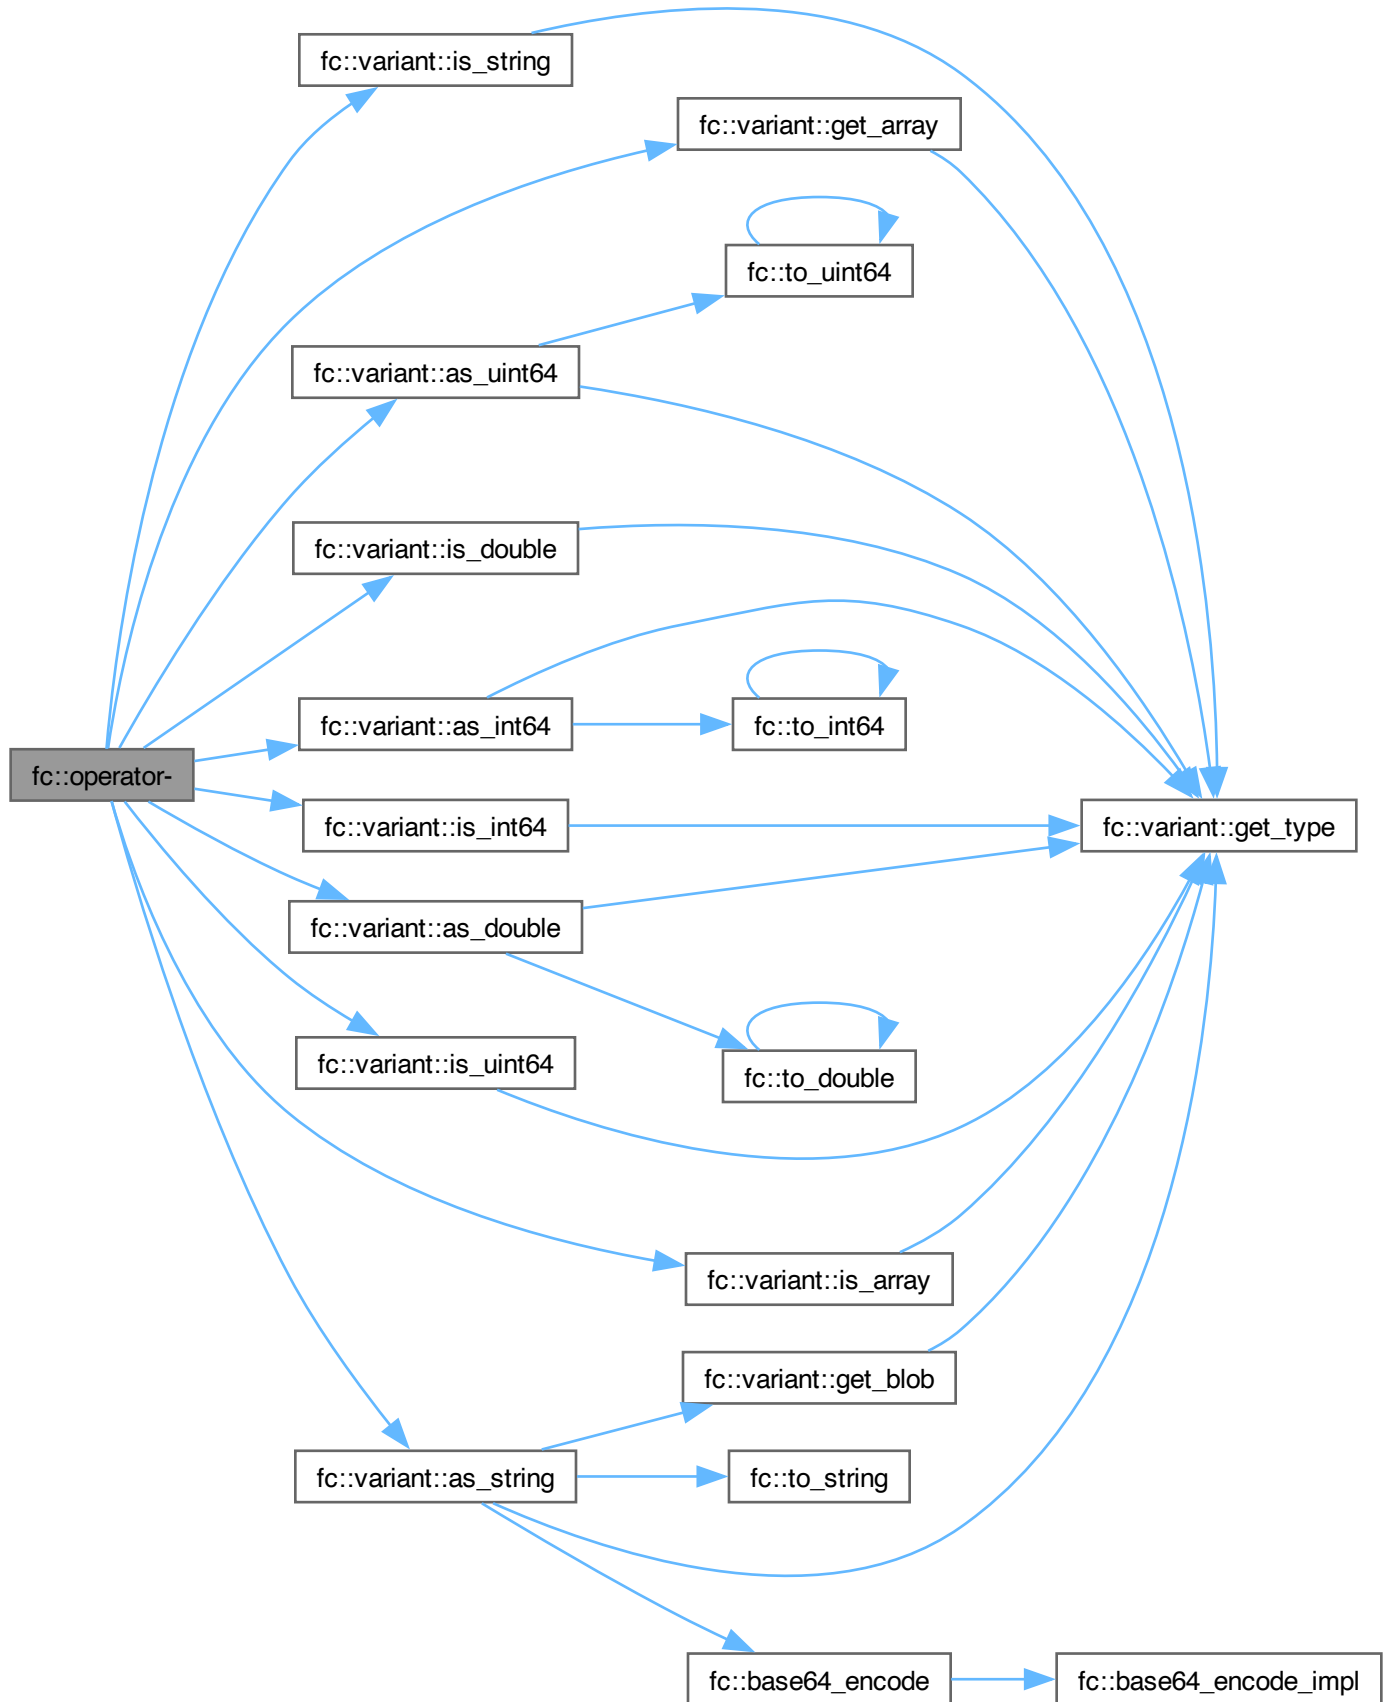 fc::variant::is_string
fc::variant::get_array
fc::to_uint64
fc::variant::as_uint64
fc::variant::is_double
fc::variant::as_int64
fc::to_int64
fc::operator-
fc::variant::is_int64
fc::variant::get_type
fc::variant::as_double
fc::variant::is_uint64
fc::to_double
fc::variant::is_array
fc::variant::get_blob
fc::variant::as_string
fc::to_string
fc::base64_encode
fc::base64_encode_impl